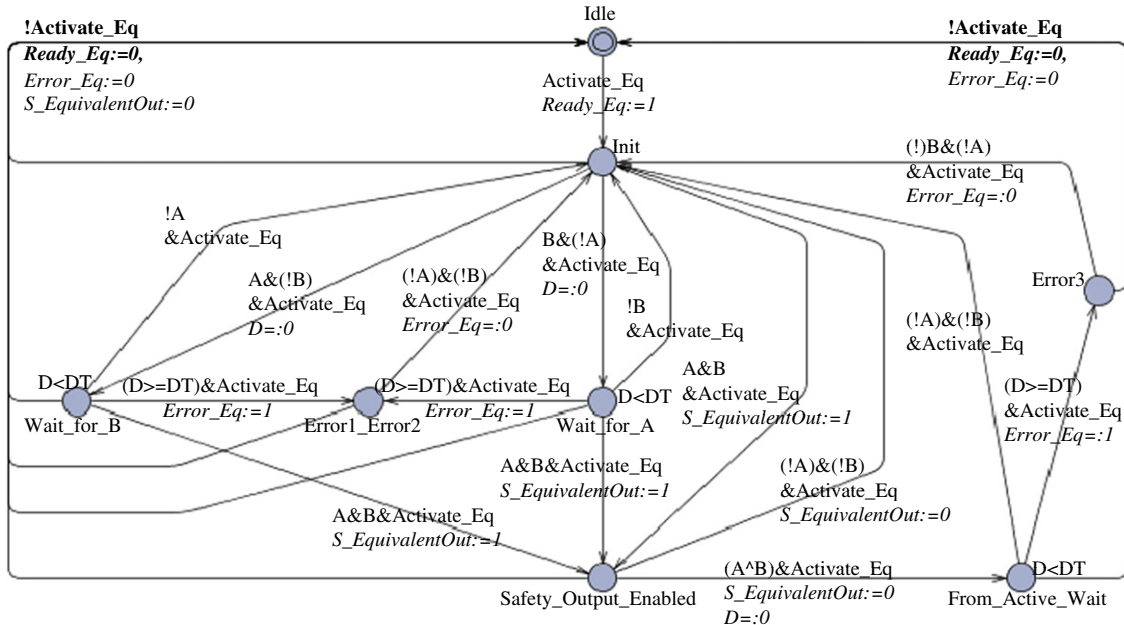 Idle
!Activate_Eq
Ready_Eq:=0,
Error_Eq:=0
S_EquivalentOut:=0
Activate_Eq
Ready_Eq:=1
!Activate_Eq
Ready_Eq:=0,
Error_Eq:=0
Init
(!)B&(!A)
&Activate_Eq
Error_Eq=:0
!A
&Activate_Eq
A&(!B)
&Activate_Eq
D=:0
(!A)&(!B)
&Activate_Eq
Error_Eq=:0
B&(!A)
&Activate_Eq
D=:0
!B
&Activate_Eq
A&B
&Activate_Eq
S_EquivalentOut:=1
(!A)&(!B)
&Activate_Eq
Error3
D<DT
Wait_for_B
(D>=DT)&Activate_Eq
Error_Eq:=1
Error1_Error2
(D>=DT)&Activate_Eq
Error_Eq:=1
D<DT
Wait_for_A
(D>=DT)
&Activate_Eq
Error_Eq=:1
A&B&Activate_Eq
S_EquivalentOut:=1
A&B&Activate_Eq
S_EquivalentOut:=1
(!A)&(!B)
&Activate_Eq
S_EquivalentOut:=0
Safety_Output_Enabled
(A^B)&Activate_Eq
S_EquivalentOut:=0
D=:0
D<DT
From_Active_Wait